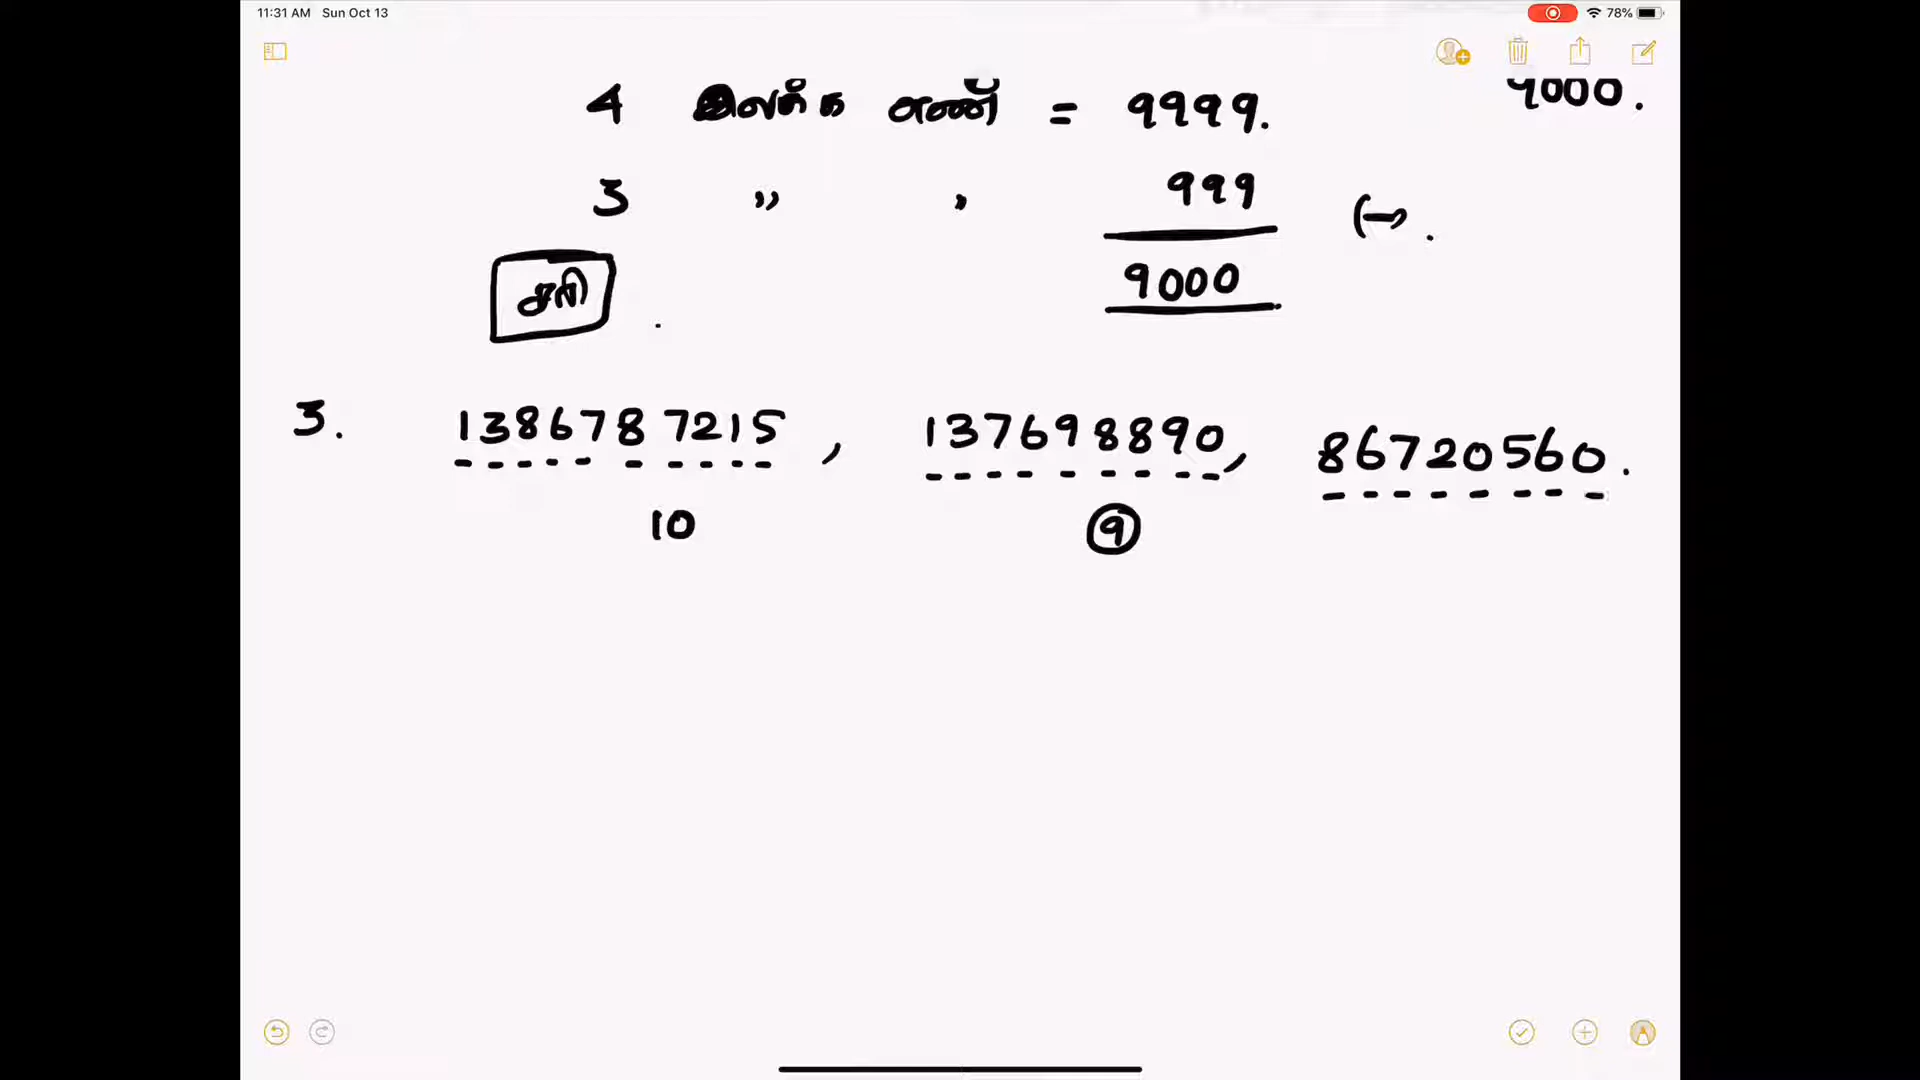 11:31 AM Sun Oct 13 78%
4 இலக்க எண் = 9999. 9000.
3 " " 999 (-).
9000
சரி.
3. 1386787215, 137698890, 86720560.
10 9